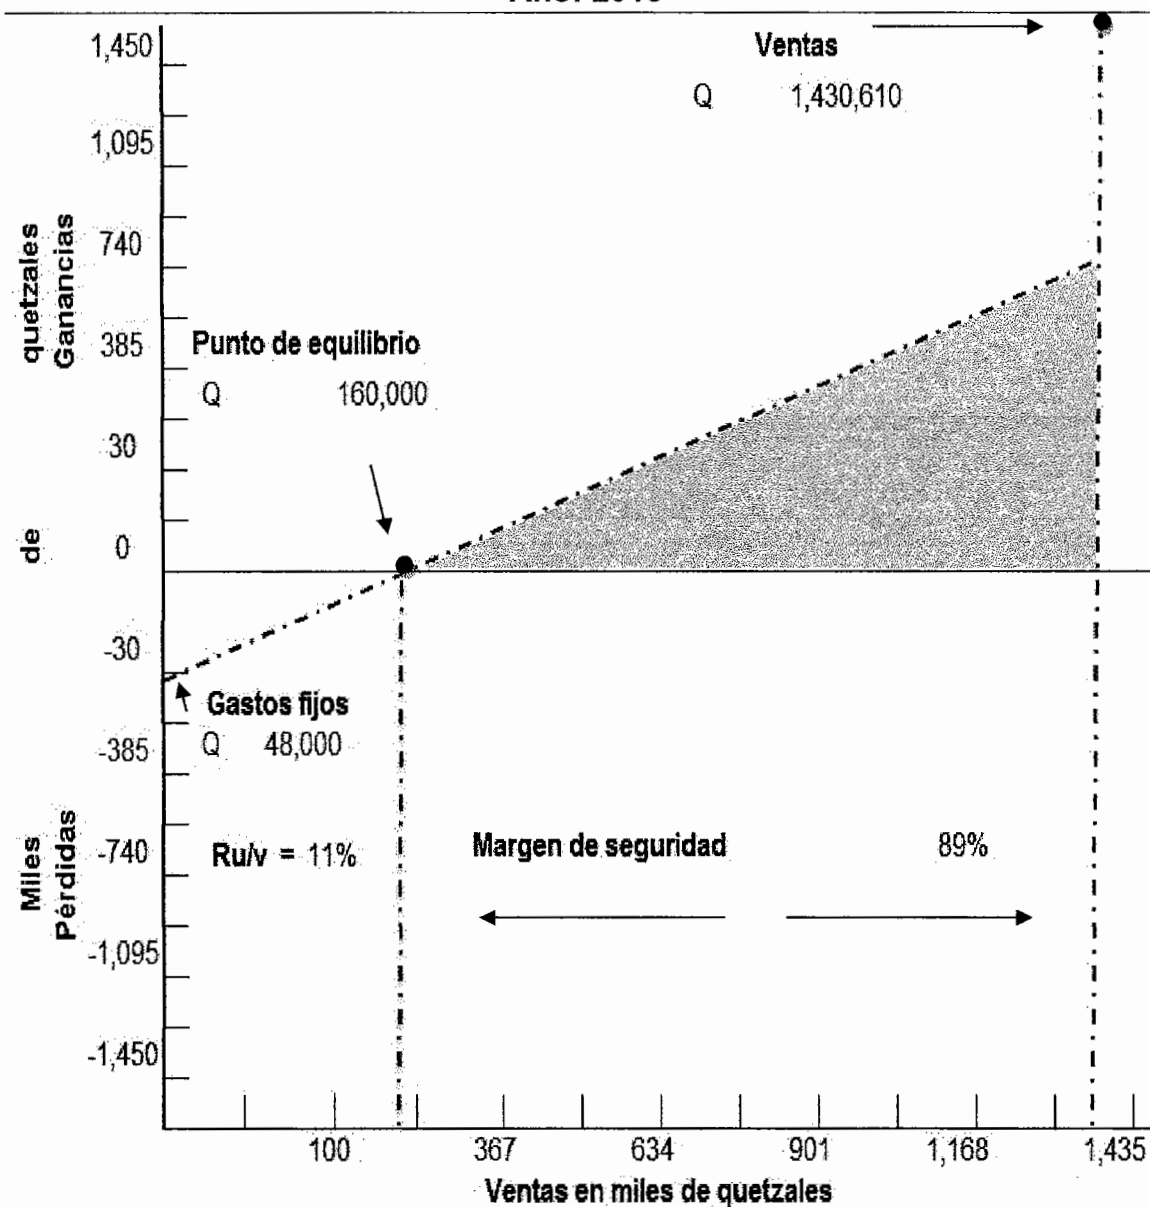 1,450
Ventas
Q 1,430,610
1,095
740
385
30
0
-30
-385
-740
-1,095
-1,450
quetzales
Ganancias
de
Miles
Pérdidas
Punto de equilibrio
Q 160,000
Gastos fijos
Q 48,000
Ru/v = 11%
Margen de seguridad 89%
100 367 634 901 1,168 1,435
Ventas en miles de quetzales